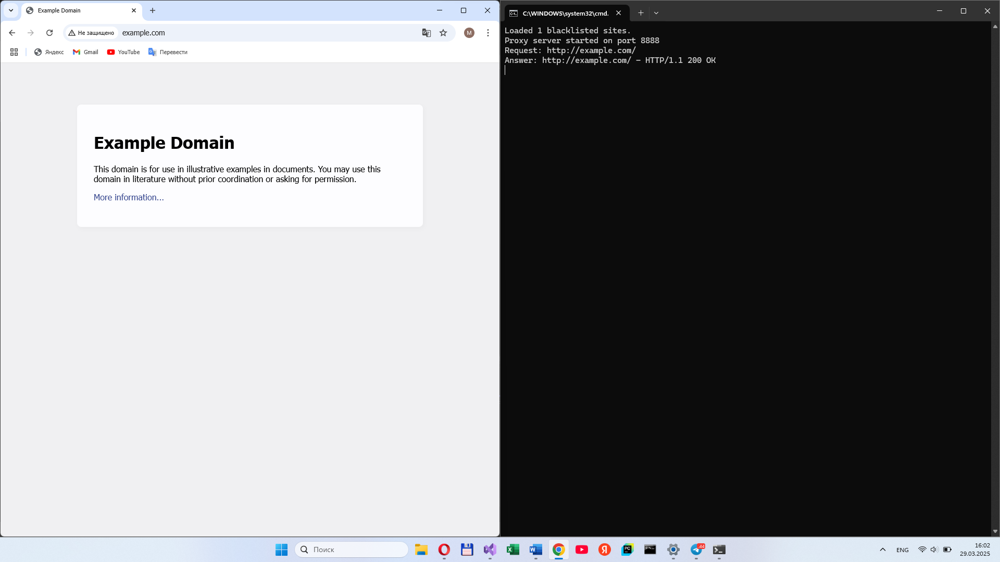 Example Domain
Не защищено
example.com
M
Яндекс
Gmail
YouTube
Перевести
Example Domain
This domain is for use in illustrative examples in documents. You may use this
domain in literature without prior coordination or asking for permission.
More information...
C:\WINDOWS\system32\cmd.
Loaded 1 blacklisted sites.
Proxy server started on port 8888
Request: http://example.com/
Answer: http://example.com/ - HTTP/1.1 200 OK
Поиск
Я
PC
44
ENG
16:02
29.03.2025